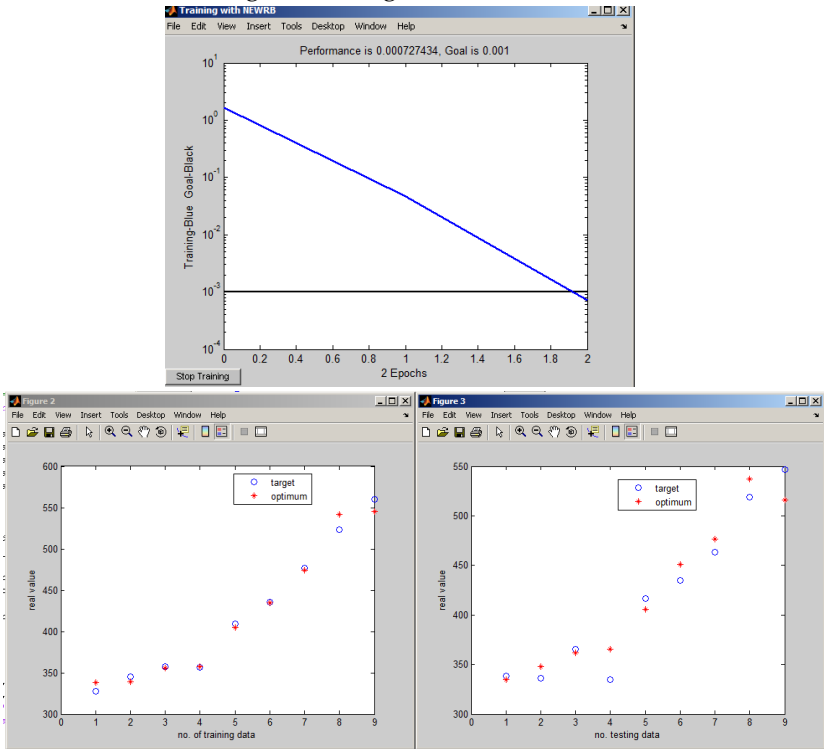 Training with NEWRB
File Edit View Insert Tools Desktop Window Help
Performance is 0.000727434, Goal is 0.001
10^1
10^0
10^-1
10^-2
10^-3
10^-4
Training-Blue Goal-Black
0 0.2 0.4 0.6 0.8 1 1.2 1.4 1.6 1.8 2
2 Epochs
Stop Training
Figure 2
File Edit View Insert Tools Desktop Window Help
600
550
500
450
400
350
300
real value
target
optimum
0 1 2 3 4 5 6 7 8 9
no. of training data
Figure 3
File Edit View Insert Tools Desktop Window Help
550
500
450
400
350
300
real value
target
optimum
0 1 2 3 4 5 6 7 8 9
no. testing data